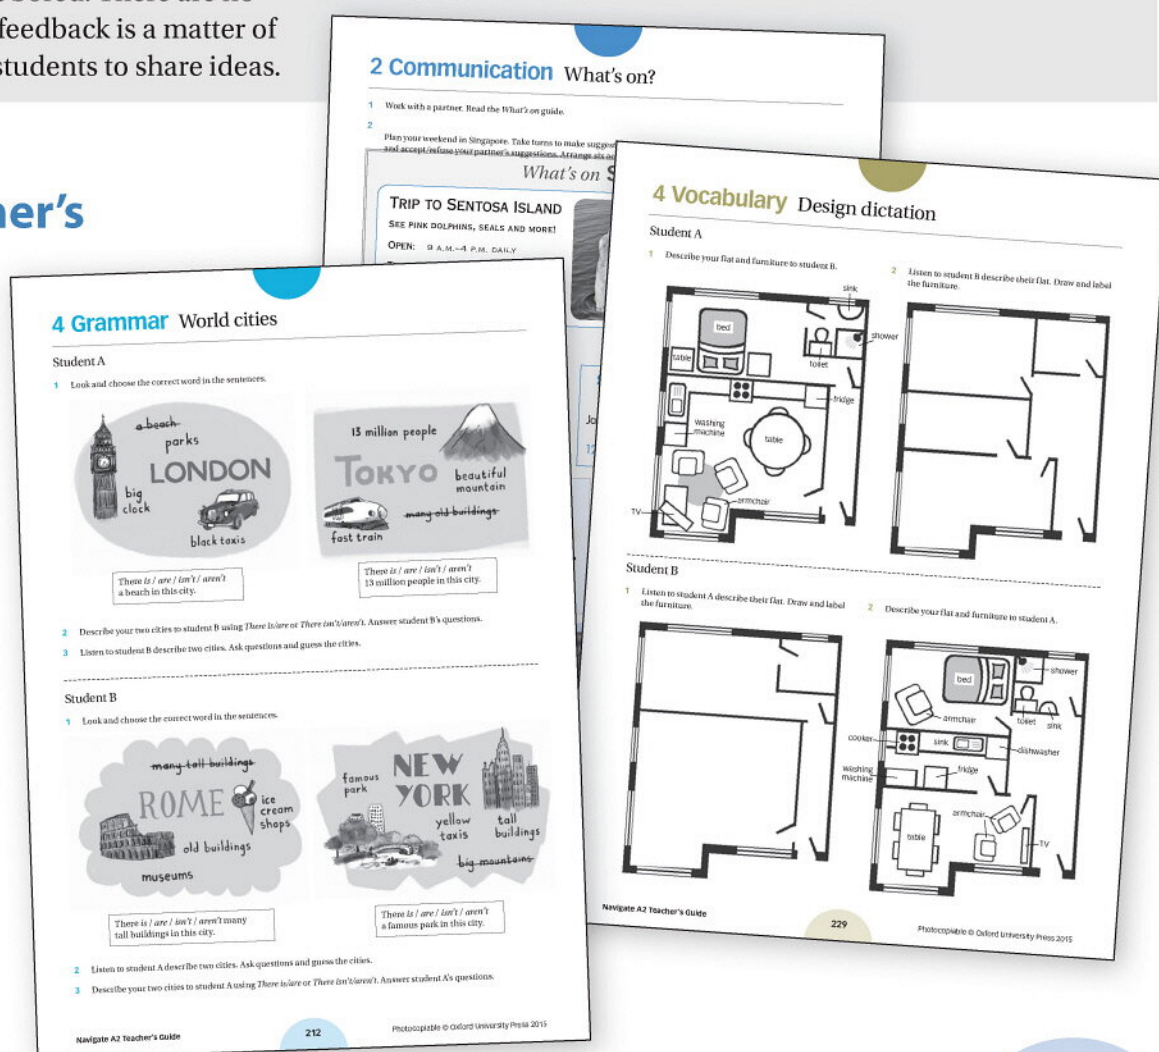 feedback is a matter of
students to share ideas.
ner's
2 Communication What's on?
1 Work with a partner. Read the What's on guide.
2
Plan your weekend in Singapore. Take turns to make
and accept/refuse your partner's suggestions. Arrange six
What's on
TRIP TO SENTOSA ISLAND
SEE PINK DOLPHINS, SEALS AND MORE!
OPEN: 9 A.M.–4 P.M. DAILY
4 Grammar World cities
Student A
1 Look and choose the correct word in the sentences.
a beach
parks
LONDON
big
clock
black taxis
There is / are / isn't / aren't
a beach in this city.
13 million people
TOKYO
beautiful
mountain
many old buildings
fast train
There is / are / isn't / aren't
13 million people in this city.
2 Describe your two cities to student B using There is/are or There isn't/aren't. Answer student B's questions.
3 Listen to student B describe two cities. Ask questions and guess the cities.
Student B
1 Look and choose the correct word in the sentences.
many tall buildings
ROME
ice
cream
shops
old buildings
museums
There is / are / isn't / aren't many
tall buildings in this city.
famous
park
NEW
YORK
yellow
taxis
tall
buildings
big mountains
There is / are / isn't / aren't
a famous park in this city.
2 Listen to student A describe two cities. Ask questions and guess the cities.
3 Describe your two cities to student A using There is/are or There isn't/aren't. Answer student A's questions.
Navigate A2 Teacher's Guide
212
Photocopiable © Oxford University Press 2015
4 Vocabulary Design dictation
Student A
1 Describe your flat and furniture to student B.
sink
bed
shower
table
toilet
fridge
washing
machine
table
armchair
TV
2 Listen to student B describe their flat. Draw and label
the furniture.
Student B
1 Listen to student A describe their flat. Draw and label
the furniture.
2 Describe your flat and furniture to student A.
shower
bed
armchair
toilet
sink
cooker
sink
dishwasher
washing
machine
fridge
armchair
table
TV
Navigate A2 Teacher's Guide
229
Photocopiable © Oxford University Press 2015